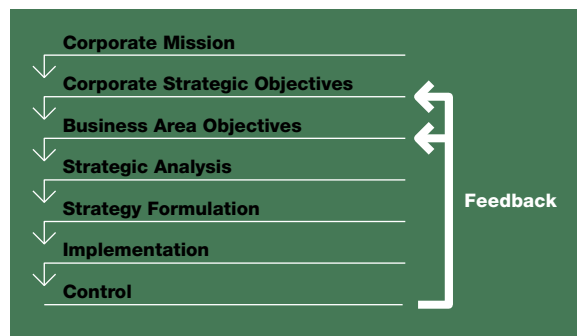 Corporate Mission
Corporate Strategic Objectives
Business Area Objectives
Strategic Analysis
Strategy Formulation
Implementation
Control
Feedback